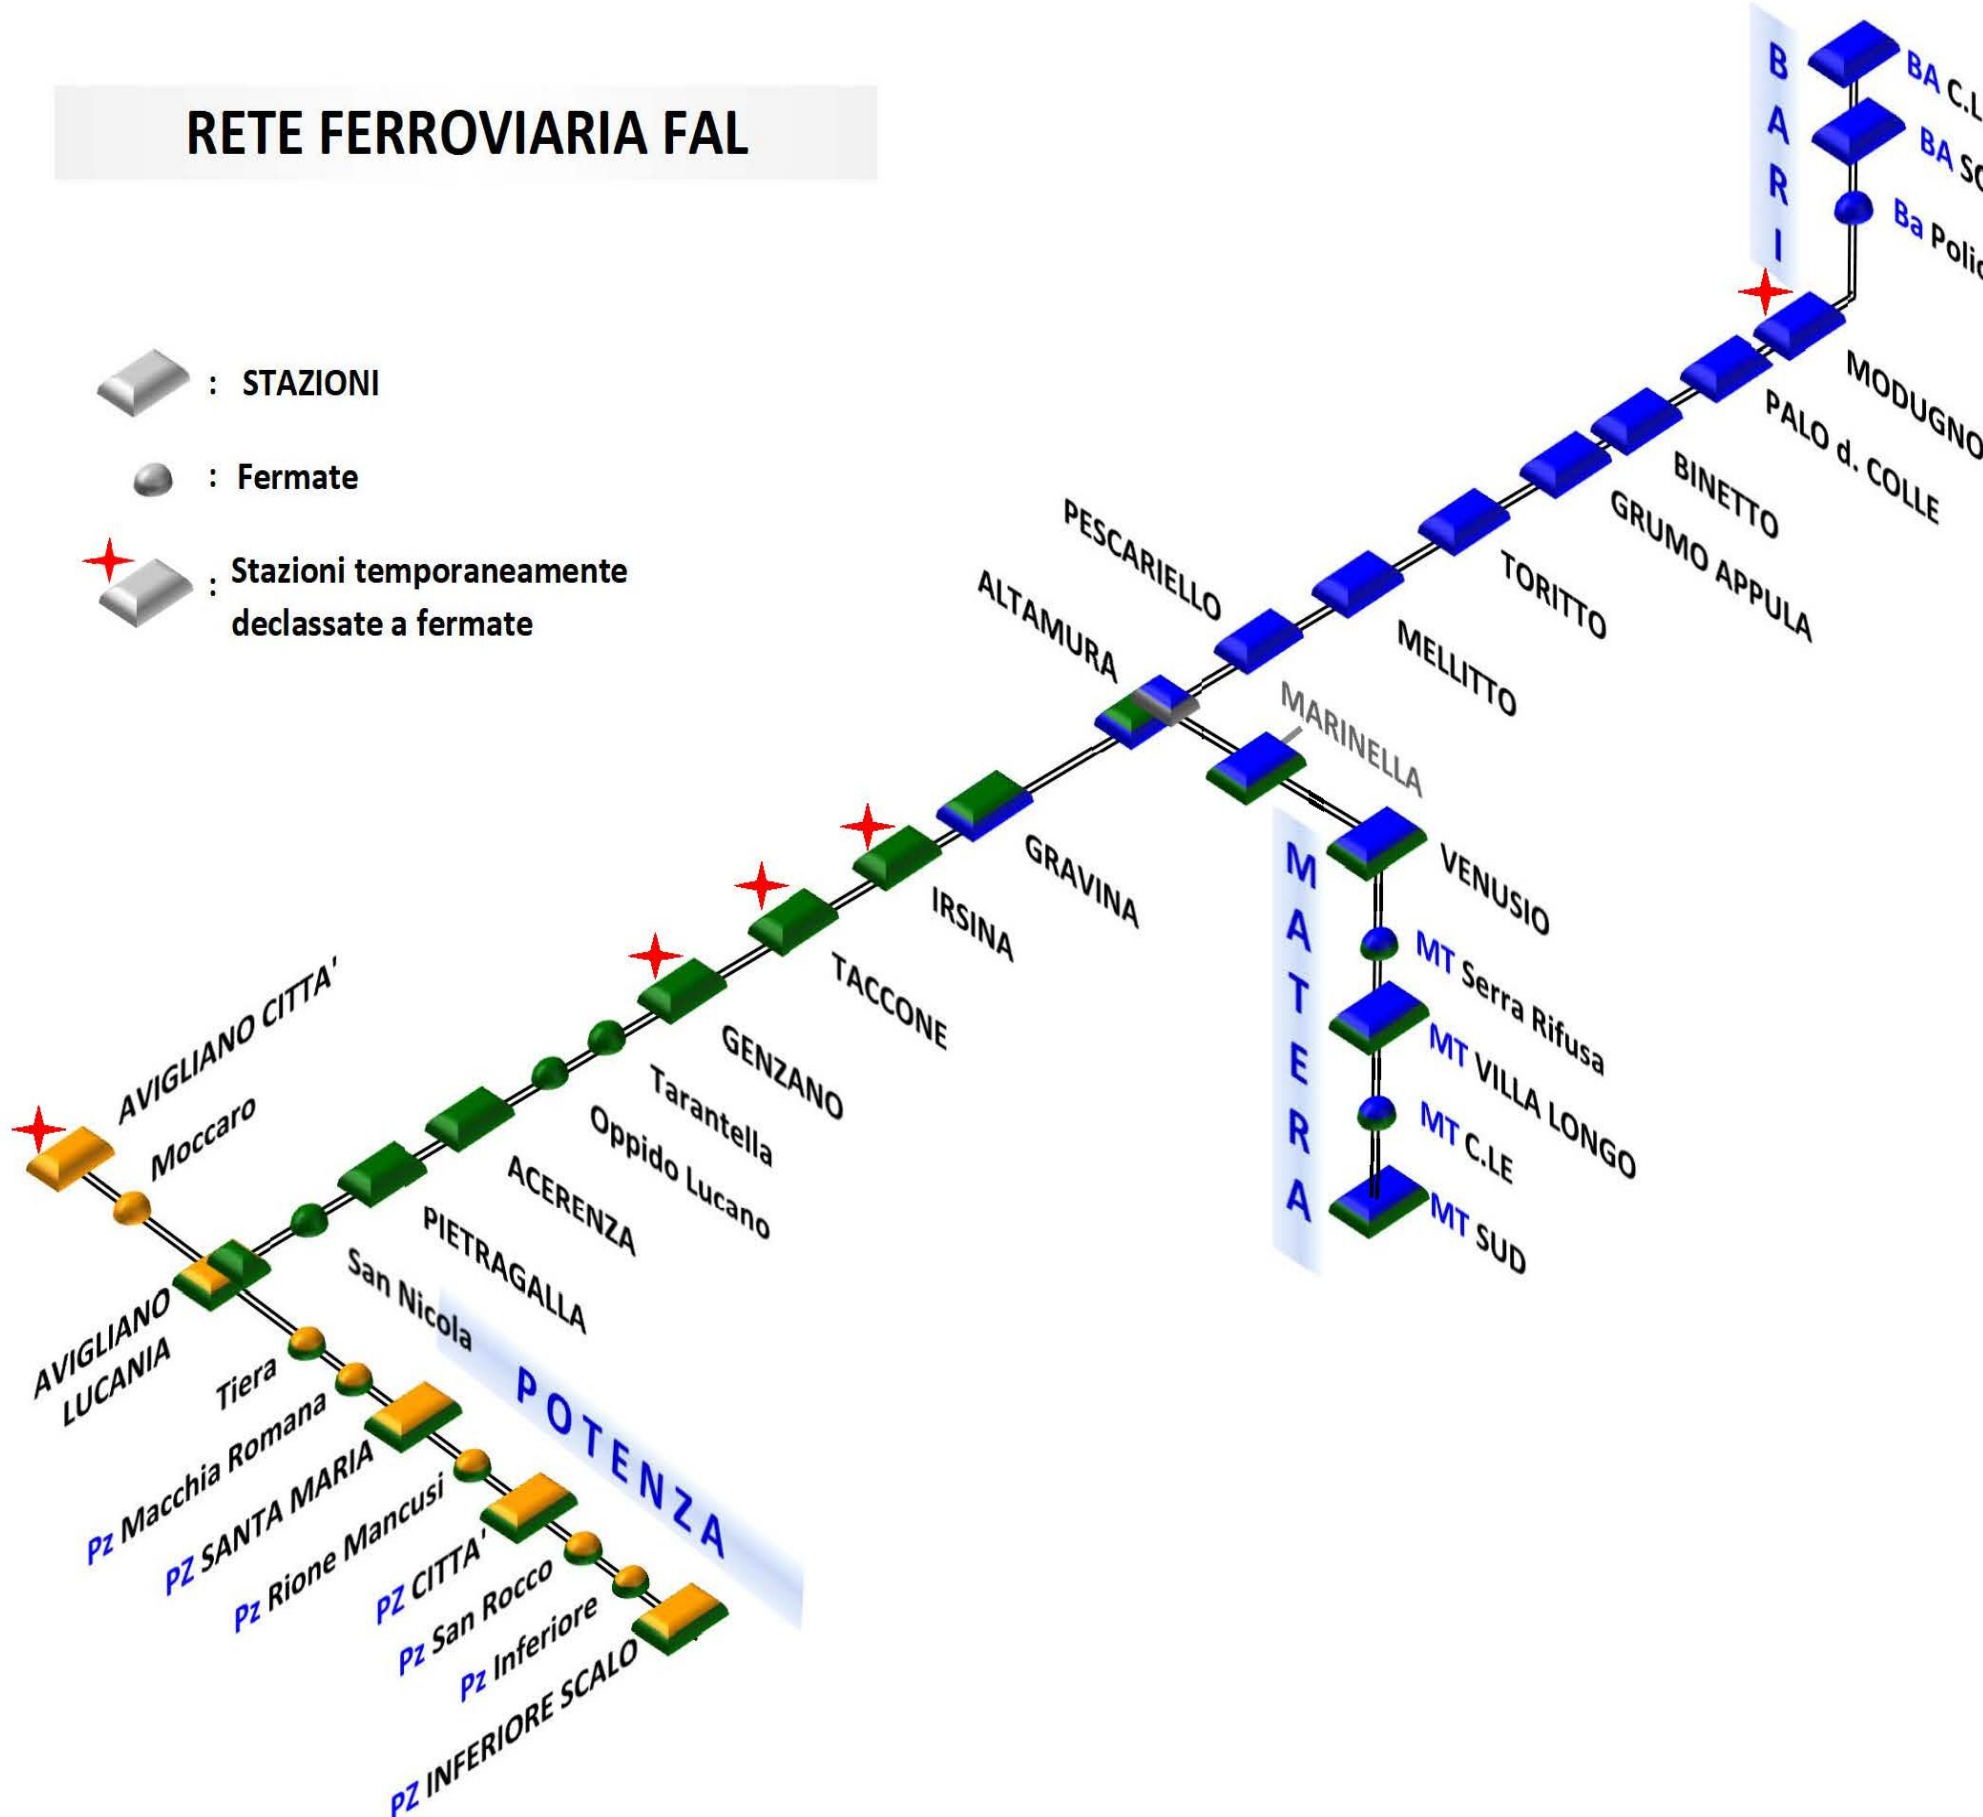 RETE FERROVIARIA FAL
: STAZIONI
: Fermate
: Stazioni temporaneamente
declassate a fermate
BARI
BA C.L
BA
Ba
MODUGNO
PALO d. COLLE
BINETTO
GRUMO APPULA
TORITTO
MELLITTO
PESCARIELLO
ALTAMURA
MARINELLA
MATERA
VENUSIO
MT Serra Rifusa
MT VILLA LONGO
MT C.LE
MT SUD
GRAVINA
IRSINA
TACCONE
GENZANO
Tarantella
Oppido Lucano
ACERENZA
PIETRAGALLA
San Nicola
AVIGLIANO CITTA'
Moccaro
AVIGLIANO
LUCANIA
POTENZA
Tiera
Pz Macchia Romana
PZ SANTA MARIA
Pz Rione Mancusi
PZ CITTA'
Pz San Rocco
Pz Inferiore
PZ INFERIORE SCALO